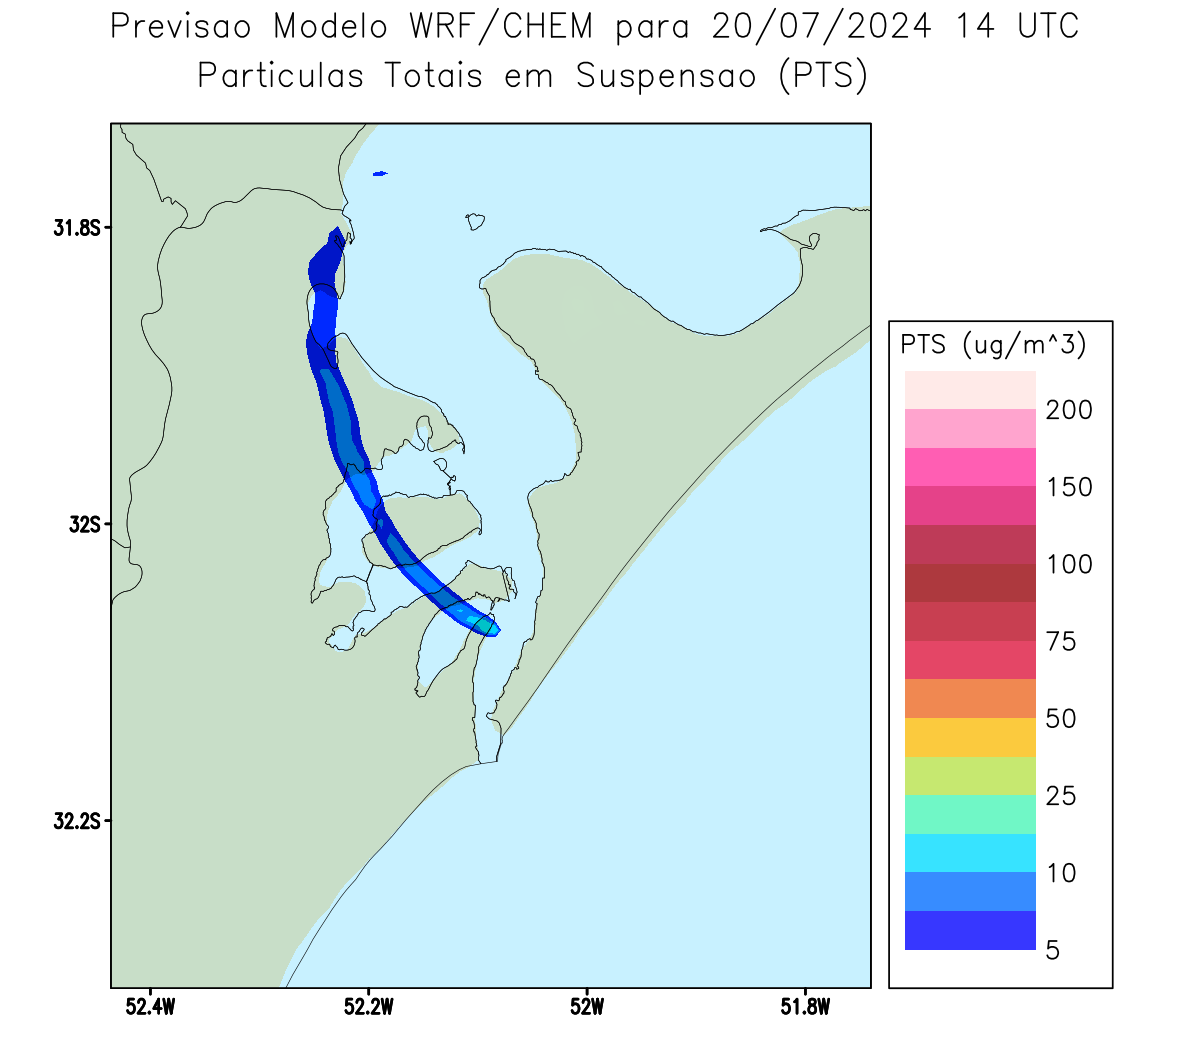 Previsao Modelo WRF/CHEM para 20/07/2024 14 UTC
Particulas Totais em Suspensao (PTS)
31.8S
32S
32.2S
52.4W
52.2W
52W
51.8W
PTS (ug/m^3)
200
150
100
75
50
25
10
5